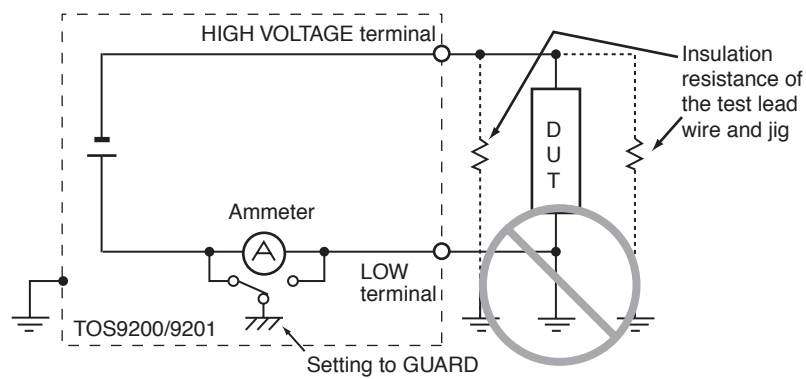 HIGH VOLTAGE terminal
Insulation
resistance of
the test lead
wire and jig
D
U
T
Ammeter
A
LOW
terminal
TOS9200/9201
Setting to GUARD